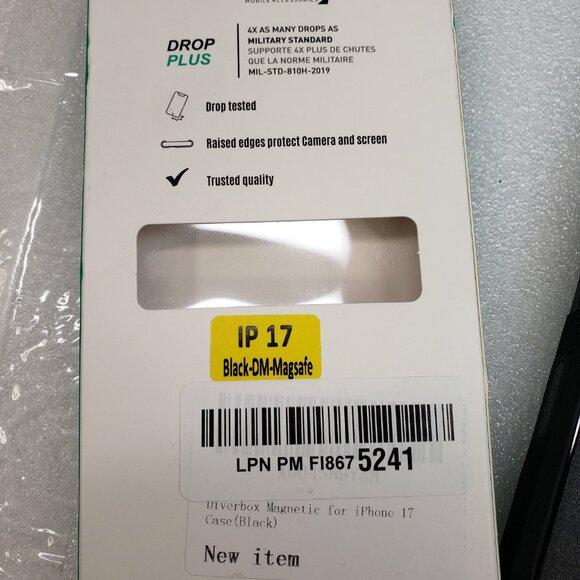 MOBILE ACCESSORIES
DROP
PLUS
4X AS MANY DROPS AS
MILITARY STANDARD
SUPPORTE 4X PLUS DE CHUTES
QUE LA NORME MILITAIRE
MIL-STD-810H-2019
Drop tested
Raised edges protect Camera and screen
Trusted quality
IP 17
Black-DM-Magsafe
LPN PM FI867 5241
Diverbox Magnetic for iPhone 17
Case(Black)
New item